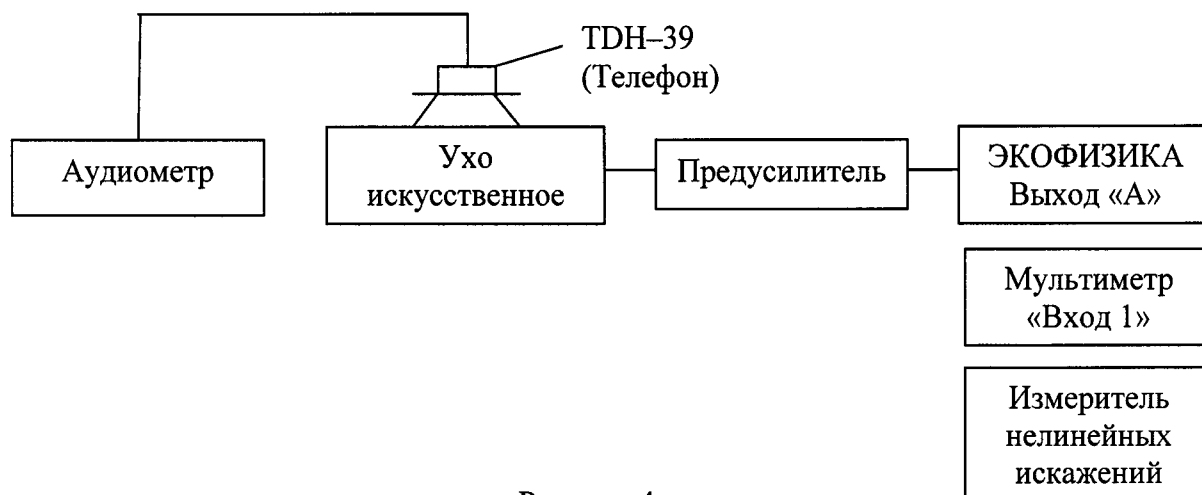 TDH–39
(Телефон)
Аудиометр
Ухо
искусственное
Предусилитель
ЭКОФИЗИКА
Выход «А»
Мультиметр
«Вход 1»
Измеритель
нелинейных
искажений